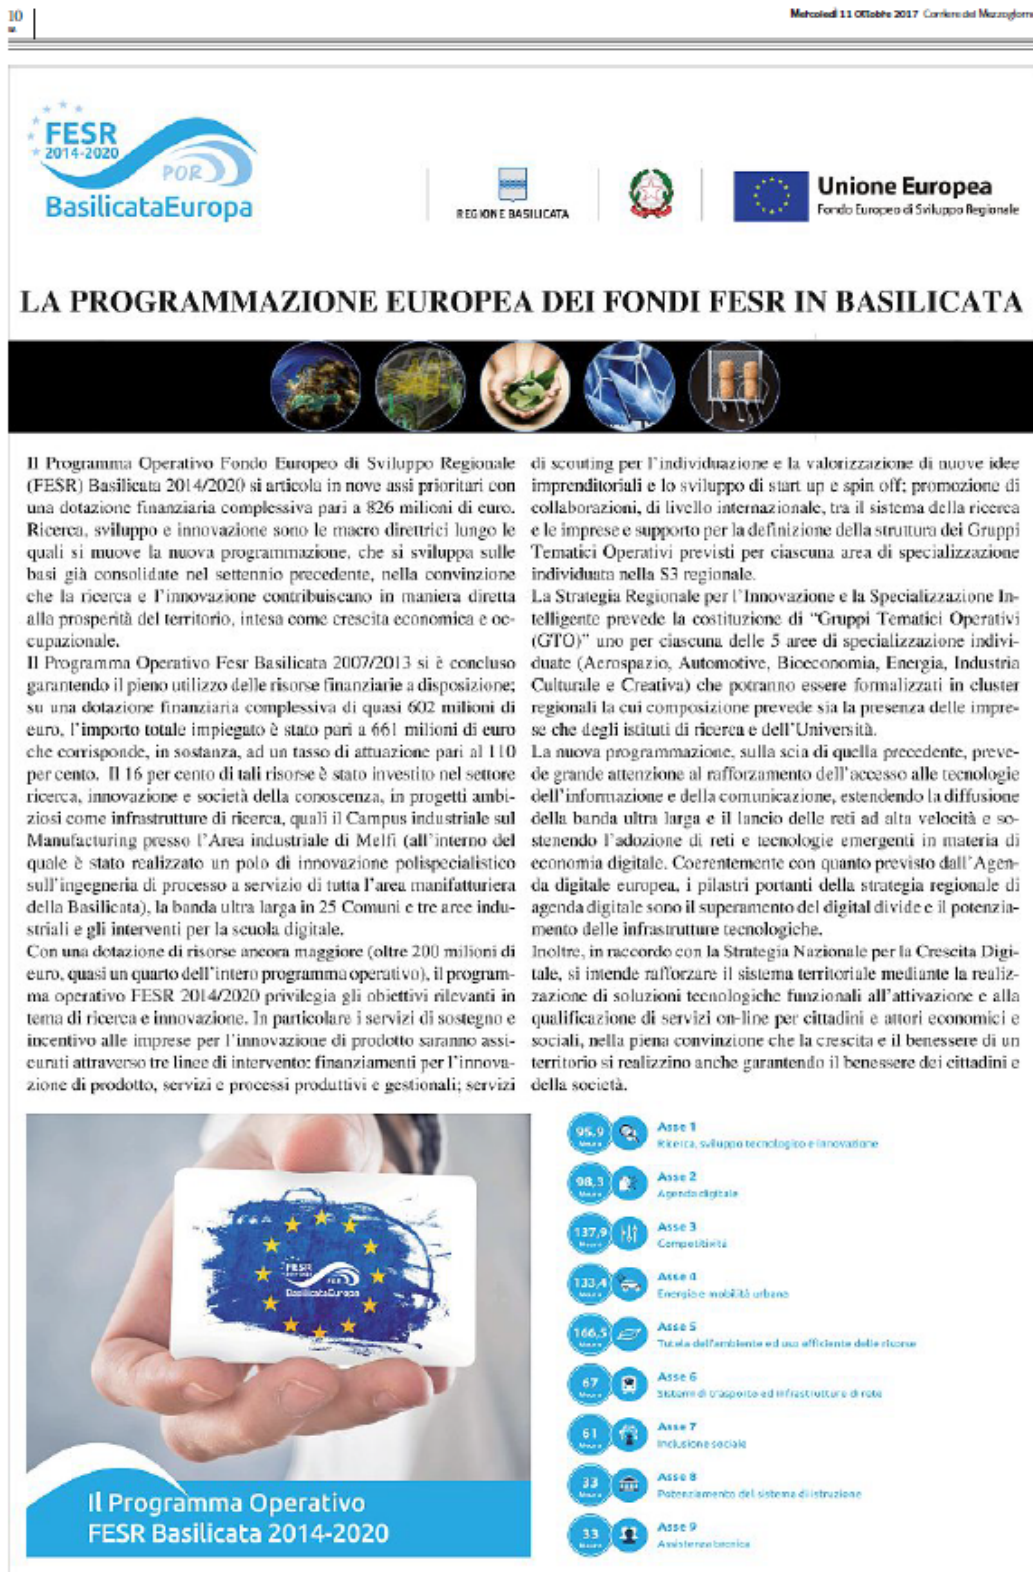 10
Mercoledì 11 Ottobre 2017 Corriere del Mezzogiorno
FESR
2014-2020
POR
BasilicataEuropa
REGIONE BASILICATA
Unione Europea
Fondo Europeo di Sviluppo Regionale
LA PROGRAMMAZIONE EUROPEA DEI FONDI FESR IN BASILICATA
Il Programma Operativo Fondo Europeo di Sviluppo Regionale
(FESR) Basilicata 2014/2020 si articola in nove assi prioritari con
una dotazione finanziaria complessiva pari a 826 milioni di euro.
Ricerca, sviluppo e innovazione sono le macro direttrici lungo le
quali si muove la nuova programmazione, che si sviluppa sulle
basi già consolidate nel settennio precedente, nella convinzione
che la ricerca e l'innovazione contribuiscano in maniera diretta
alla prosperità del territorio, intesa come crescita economica e oc-
cupazionale.
Il Programma Operativo Fesr Basilicata 2007/2013 si è concluso
garantendo il pieno utilizzo delle risorse finanziarie a disposizione;
su una dotazione finanziaria complessiva di quasi 602 milioni di
euro, l'importo totale impiegato è stato pari a 661 milioni di euro
che corrisponde, in sostanza, ad un tasso di attuazione pari al 110
per cento. Il 16 per cento di tali risorse è stato investito nel settore
ricerca, innovazione e società della conoscenza, in progetti ambi-
ziosi come infrastrutture di ricerca, quali il Campus industriale sul
Manufacturing presso l'Area industriale di Melfi (all'interno del
quale è stato realizzato un polo di innovazione polispecialistico
sull'ingegneria di processo a servizio di tutta l'area manifatturiera
della Basilicata), la banda ultra larga in 25 Comuni e tre aree indu-
striali e gli interventi per la scuola digitale.
Con una dotazione di risorse ancora maggiore (oltre 200 milioni di
euro, quasi un quarto dell'intero programma operativo), il program-
ma operativo FESR 2014/2020 privilegia gli obiettivi rilevanti in
tema di ricerca e innovazione. In particolare i servizi di sostegno e
incentivo alle imprese per l'innovazione di prodotto saranno assi-
curati attraverso tre linee di intervento: finanziamenti per l'innova-
zione di prodotto, servizi e processi produttivi e gestionali; servizi
di scouting per l'individuazione e la valorizzazione di nuove idee
imprenditoriali e lo sviluppo di start up e spin off; promozione di
collaborazioni, di livello internazionale, tra il sistema della ricerca
e le imprese e supporto per la definizione della struttura dei Gruppi
Tematici Operativi previsti per ciascuna area di specializzazione
individuata nella S3 regionale.
La Strategia Regionale per l'Innovazione e la Specializzazione In-
telligente prevede la costituzione di “Gruppi Tematici Operativi
(GTO)” uno per ciascuna delle 5 aree di specializzazione indivi-
duate (Aerospazio, Automotive, Bioeconomia, Energia, Industria
Culturale e Creativa) che potranno essere formalizzati in cluster
regionali la cui composizione prevede sia la presenza delle impre-
se che degli istituti di ricerca e dell'Università.
La nuova programmazione, sulla scia di quella precedente, preve-
de grande attenzione al rafforzamento dell'accesso alle tecnologie
dell'informazione e della comunicazione, estendendo la diffusione
della banda ultra larga e il lancio delle reti ad alta velocità e so-
stenendo l'adozione di reti e tecnologie emergenti in materia di
economia digitale. Coerentemente con quanto previsto dall'Agen-
da digitale europea, i pilastri portanti della strategia regionale di
agenda digitale sono il superamento del digital divide e il potenzia-
mento delle infrastrutture tecnologiche.
Inoltre, in raccordo con la Strategia Nazionale per la Crescita Digi-
tale, si intende rafforzare il sistema territoriale mediante la realiz-
zazione di soluzioni tecnologiche funzionali all'attivazione e alla
qualificazione di servizi on-line per cittadini e attori economici e
sociali, nella piena convinzione che la crescita e il benessere di un
territorio si realizzino anche garantendo il benessere dei cittadini e
della società.
FESR
POR
BasilicataEuropa
Il Programma Operativo
FESR Basilicata 2014-2020
95,9
Asse 1
Ricerca, sviluppo tecnologico e innovazione
98,3
Asse 2
Agenda digitale
137,9
Asse 3
Competitività
133,4
Asse 4
Energia e mobilità urbana
166,5
Asse 5
Tutela dell'ambiente ed uso efficiente delle risorse
67
Asse 6
Sistemi di trasporto ed infrastrutture di rete
61
Asse 7
Inclusione sociale
33
Asse 8
Potenziamento del sistema di istruzione
33
Asse 9
Assistenza tecnica